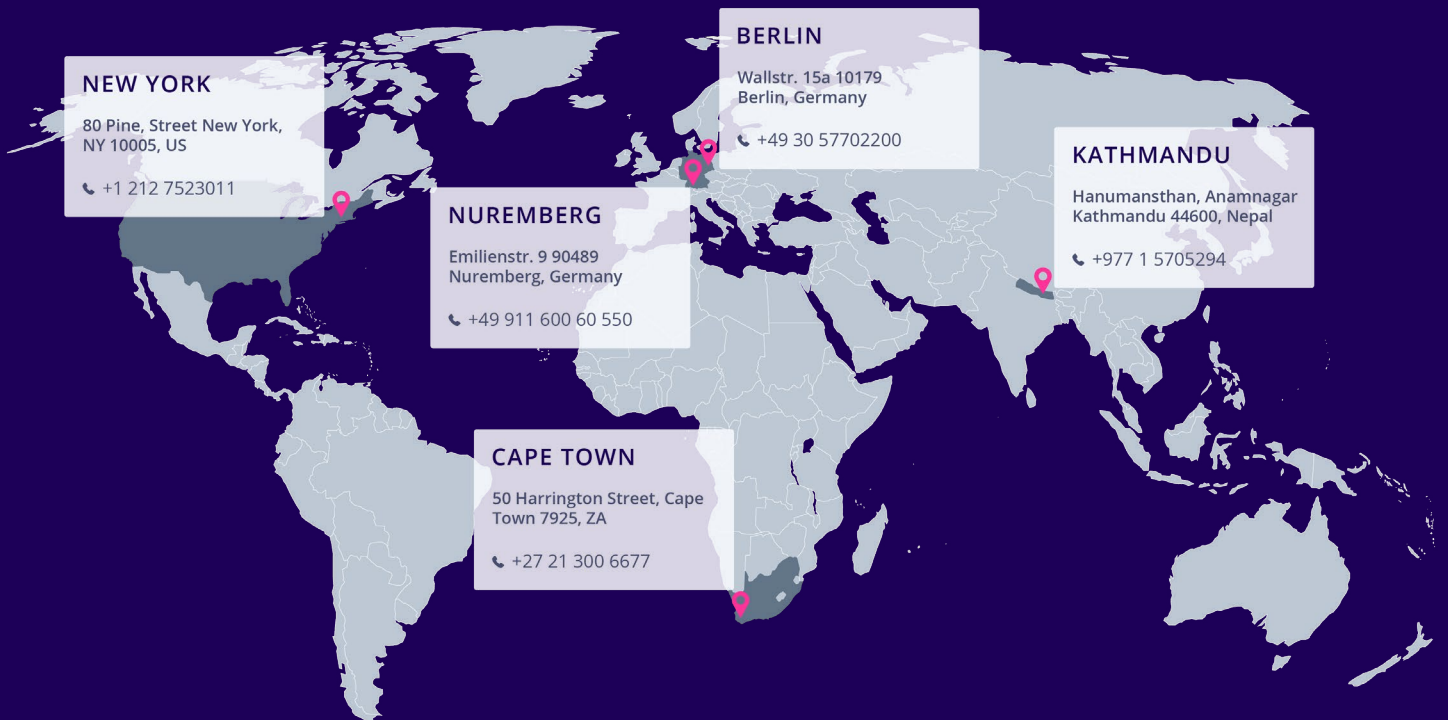 NEW YORK
80 Pine, Street New York,
NY 10005, US
+1 212 7523011
BERLIN
Wallstr. 15a 10179
Berlin, Germany
+49 30 57702200
KATHMANDU
Hanumansthan, Anamnagar
Kathmandu 44600, Nepal
+977 1 5705294
NUREMBERG
Emilienstr. 9 90489
Nuremberg, Germany
+49 911 600 60 550
CAPE TOWN
50 Harrington Street, Cape
Town 7925, ZA
+27 21 300 6677